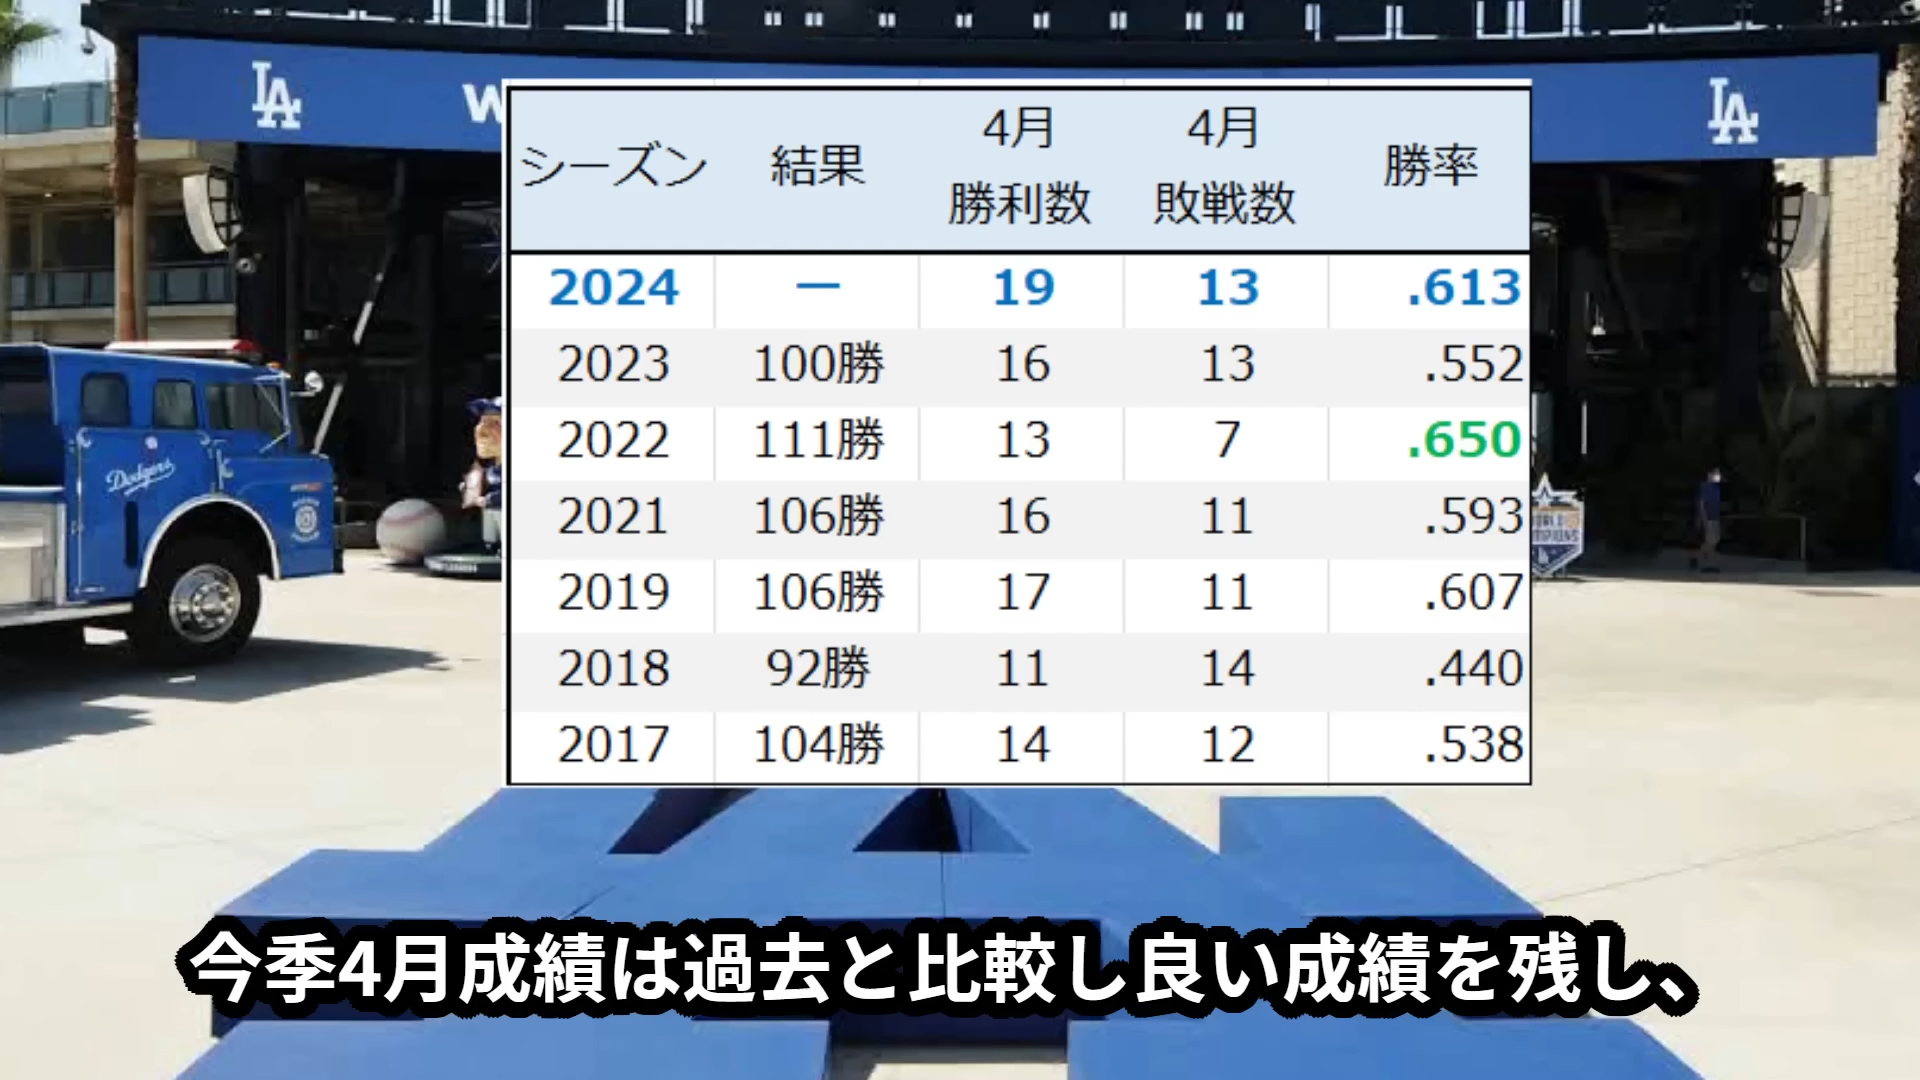 LA
W
LA
シーズン 結果 4月勝利数 4月敗戦数 勝率
2024 ー 19 13 .613
2023 100勝 16 13 .552
2022 111勝 13 7 .650
2021 106勝 16 11 .593
2019 106勝 17 11 .607
2018 92勝 11 14 .440
2017 104勝 14 12 .538
Dodgers
今季4月成績は過去と比較し良い成績を残し、